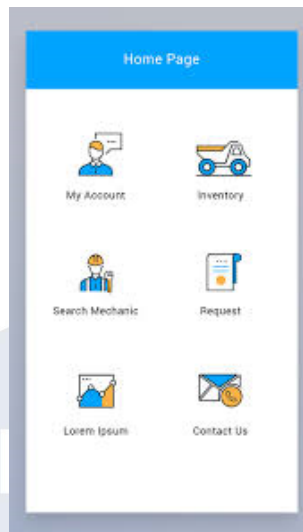 Home Page
My Account
Inventory
Search Mechanic
Request
Lorem Ipsum
Contact Us